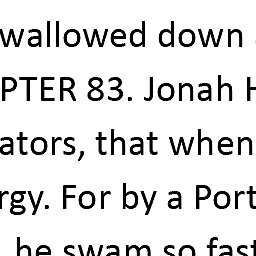 wallowed down
PTER 83. Jonah
ators, that when
rgy. For by a Port
he swam so fast